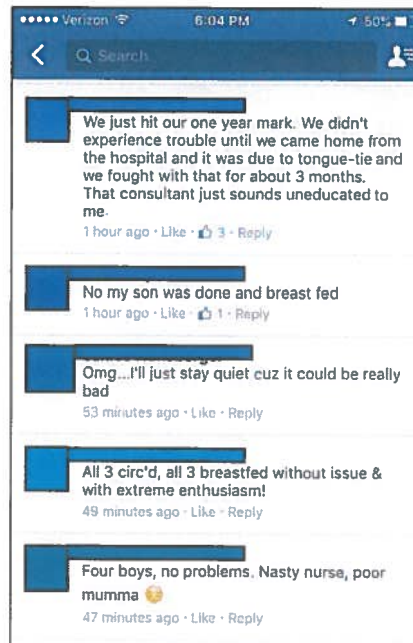 Verizon 6:04 PM 50%
Search
We just hit our one year mark. We didn't
experience trouble until we came home from
the hospital and it was due to tongue-tie and
we fought with that for about 3 months.
That consultant just sounds uneducated to
me.
1 hour ago · Like · 3 · Reply
No my son was done and breast fed
1 hour ago · Like · 1 · Reply
Omg...I'll just stay quiet cuz it could be really
bad
53 minutes ago · Like · Reply
All 3 circ'd, all 3 breastfed without issue &
with extreme enthusiasm!
49 minutes ago · Like · Reply
Four boys, no problems. Nasty nurse, poor
mumma 😔
47 minutes ago · Like · Reply